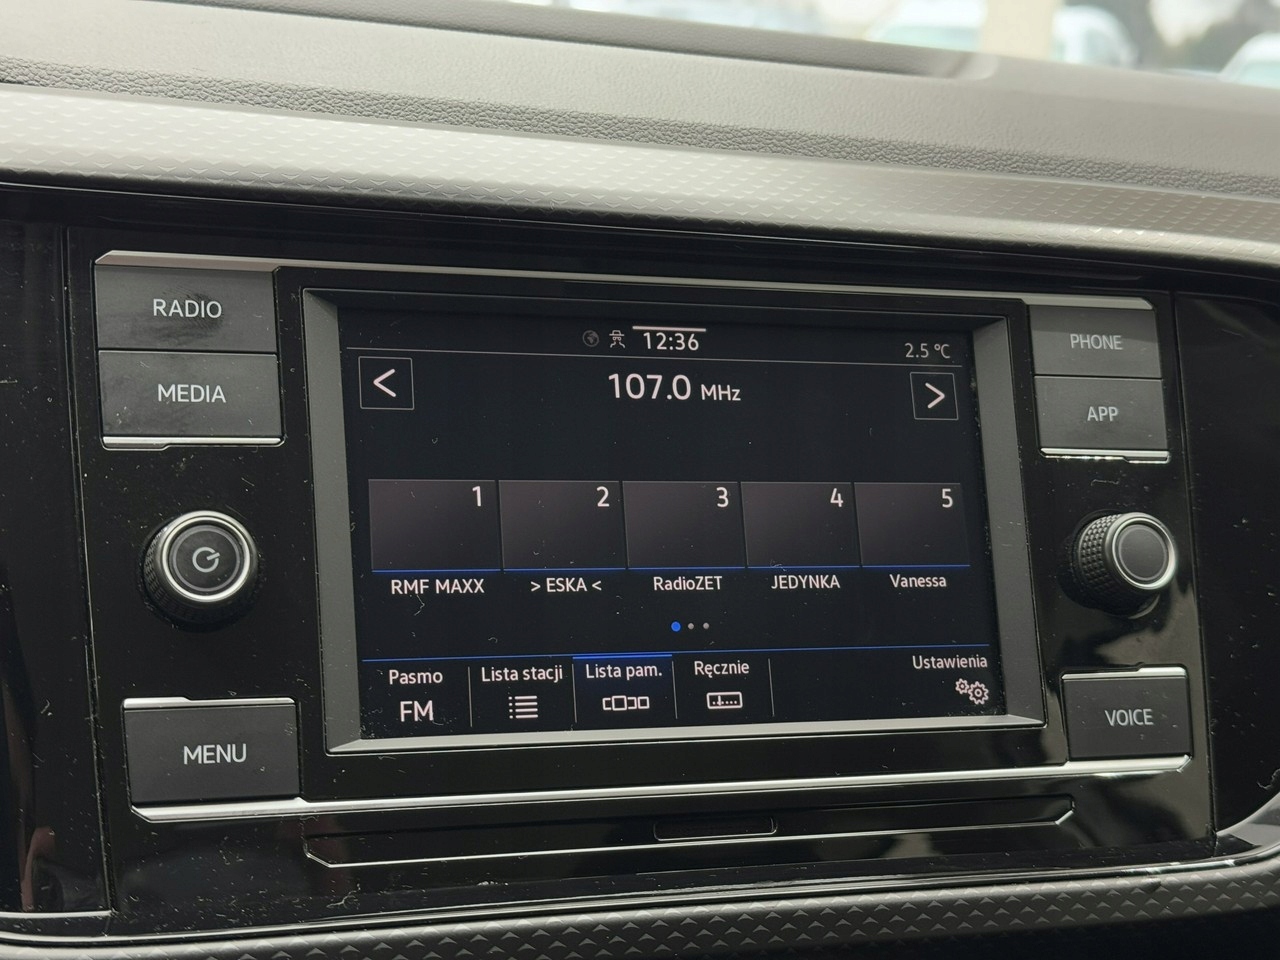 RADIO
MEDIA
MENU
12:36
2.5 °C
<
107.0 MHz
>
1
2
3
4
5
RMF MAXX
> ESKA <
RadioZET
JEDYNKA
Vanessa
Pasmo
FM
Lista stacji
Lista pam.
Ręcznie
Ustawienia
PHONE
APP
VOICE